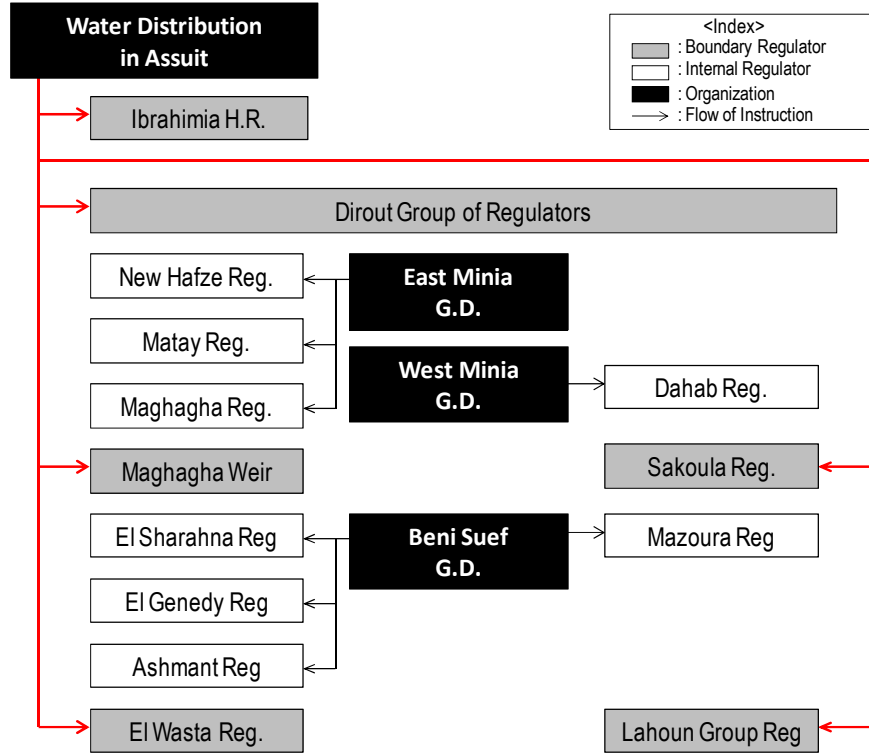 Water Distribution
in Assuit
<Index>
: Boundary Regulator
: Internal Regulator
: Organization
: Flow of Instruction
Ibrahimia H.R.
Dirout Group of Regulators
New Hafze Reg.
East Minia
G.D.
Matay Reg.
West Minia
G.D.
Dahab Reg.
Maghagha Reg.
Maghagha Weir
Sakoula Reg.
El Sharahna Reg
Beni Suef
G.D.
Mazoura Reg
El Genedy Reg
Ashmant Reg
El Wasta Reg.
Lahoun Group Reg